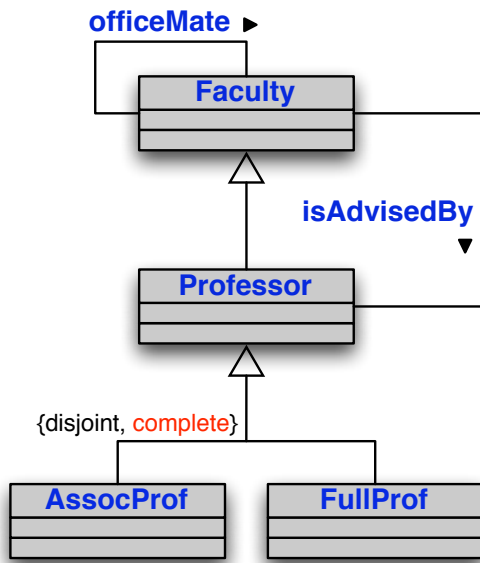 officeMate ►
Faculty
isAdvisedBy
▼
Professor
{disjoint, complete}
AssocProf
FullProf